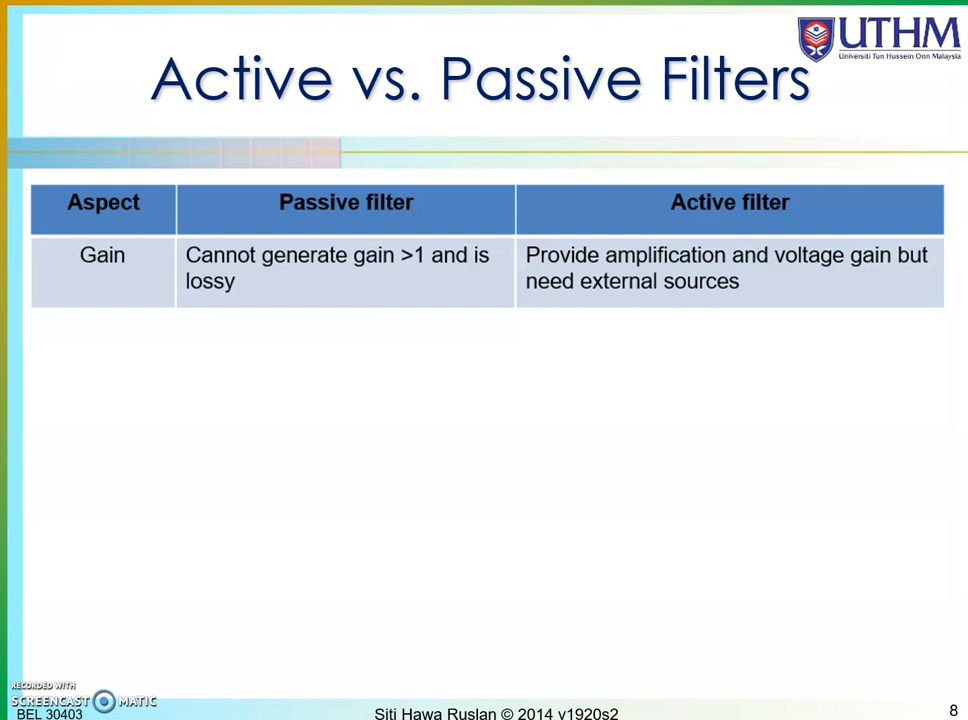 UTHM
Universiti Tun Hussein Onn Malaysia
Active vs. Passive Filters
Aspect Passive filter Active filter
Gain Cannot generate gain >1 and is lossy Provide amplification and voltage gain but need external sources
RECORDED WITH
SCREENCAST MATIC
BEL 30403 Siti Hawa Ruslan © 2014 v1920s2 8